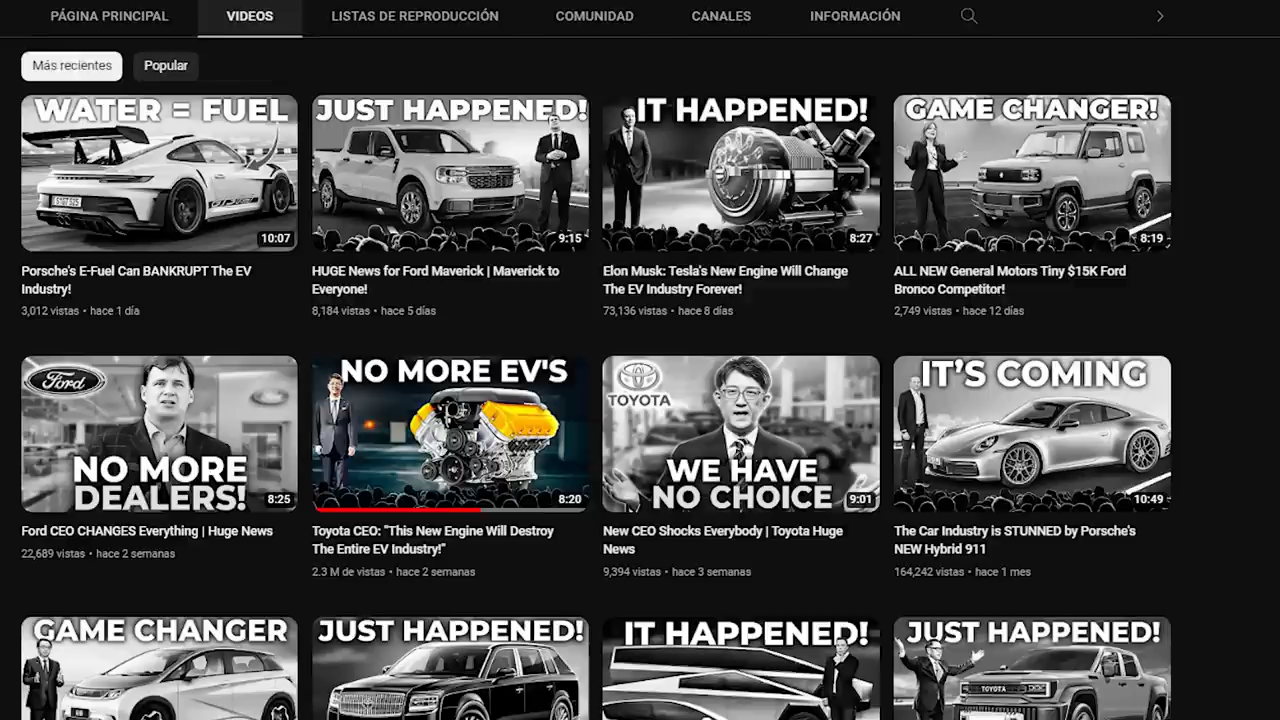 PÁGINA PRINCIPAL VIDEOS LISTAS DE REPRODUCCIÓN COMUNIDAD CANALES INFORMACIÓN
Más recientes Popular
WATER = FUEL
10:07
Porsche's E-Fuel Can BANKRUPT The EV
Industry!
3,012 vistas • hace 1 día
JUST HAPPENED!
9:15
HUGE News for Ford Maverick | Maverick to
Everyone!
8,184 vistas • hace 5 días
IT HAPPENED!
8:27
Elon Musk: Tesla's New Engine Will Change
The EV Industry Forever!
73,136 vistas • hace 8 días
GAME CHANGER!
8:19
ALL NEW General Motors Tiny $15K Ford
Bronco Competitor!
2,749 vistas • hace 12 días
Ford
NO MORE
DEALERS!
8:25
Ford CEO CHANGES Everything | Huge News
22,689 vistas • hace 2 semanas
NO MORE EV'S
8:20
Toyota CEO: "This New Engine Will Destroy
The Entire EV Industry!"
2.3 M de vistas • hace 2 semanas
TOYOTA
WE HAVE
NO CHOICE
9:01
New CEO Shocks Everybody | Toyota Huge
News
9,394 vistas • hace 3 semanas
IT'S COMING
10:49
The Car Industry is STUNNED by Porsche's
NEW Hybrid 911
164,242 vistas • hace 1 mes
GAME CHANGER
JUST HAPPENED!
IT HAPPENED!
JUST HAPPENED!
TOYOTA